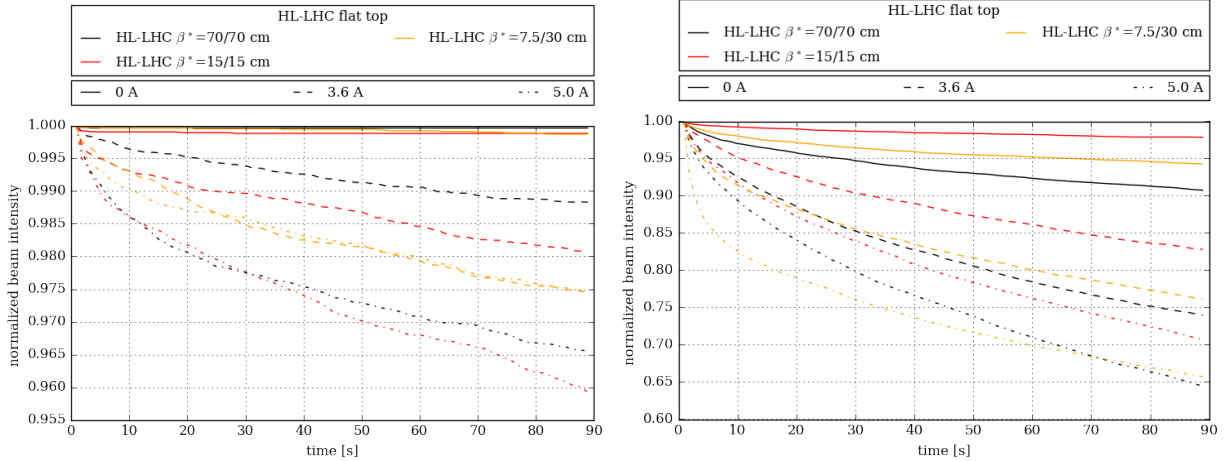 HL-LHC flat top
HL-LHC β*=70/70 cm
HL-LHC β*=7.5/30 cm
HL-LHC β*=15/15 cm
0 A
3.6 A
5.0 A
1.000
0.995
0.990
0.985
0.980
0.975
0.970
0.965
0.960
0.955
normalized beam intensity
0 10 20 30 40 50 60 70 80 90
time [s]
HL-LHC flat top
HL-LHC β*=70/70 cm
HL-LHC β*=7.5/30 cm
HL-LHC β*=15/15 cm
0 A
3.6 A
5.0 A
1.00
0.95
0.90
0.85
0.80
0.75
0.70
0.65
0.60
normalized beam intensity
0 10 20 30 40 50 60 70 80 90
time [s]